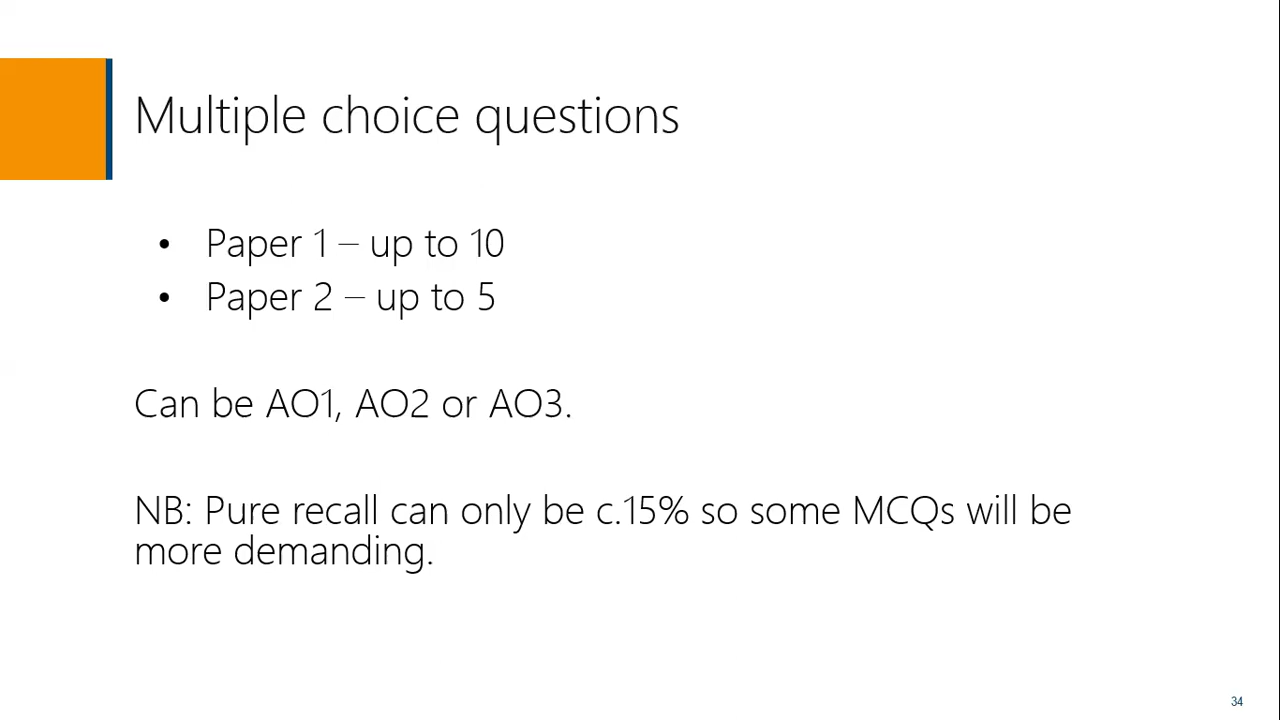 Multiple choice questions
• Paper 1 – up to 10
• Paper 2 – up to 5
Can be AO1, AO2 or AO3.
NB: Pure recall can only be c.15% so some MCQs will be
more demanding.
34